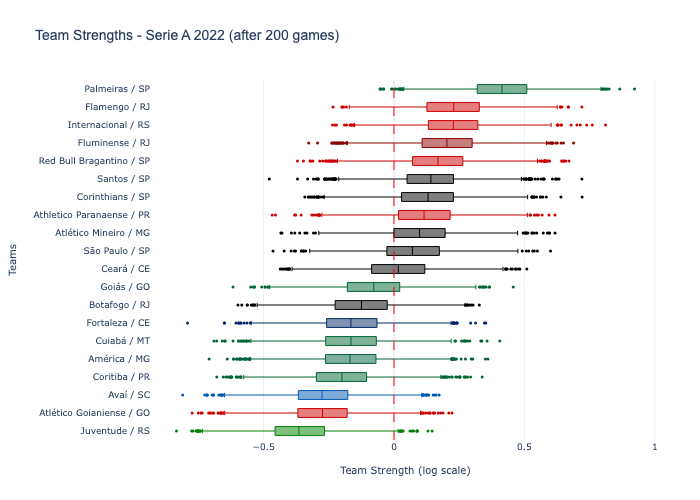 Team Strengths - Serie A 2022 (after 200 games)
Palmeiras / SP
Flamengo / RJ
Internacional / RS
Fluminense / RJ
Red Bull Bragantino / SP
Santos / SP
Corinthians / SP
Athletico Paranaense / PR
Atlético Mineiro / MG
São Paulo / SP
Ceará / CE
Goiás / GO
Botafogo / RJ
Fortaleza / CE
Cuiabá / MT
América / MG
Coritiba / PR
Avaí / SC
Atlético Goianiense / GO
Juventude / RS
Teams
−0.5 0 0.5 1
Team Strength (log scale)